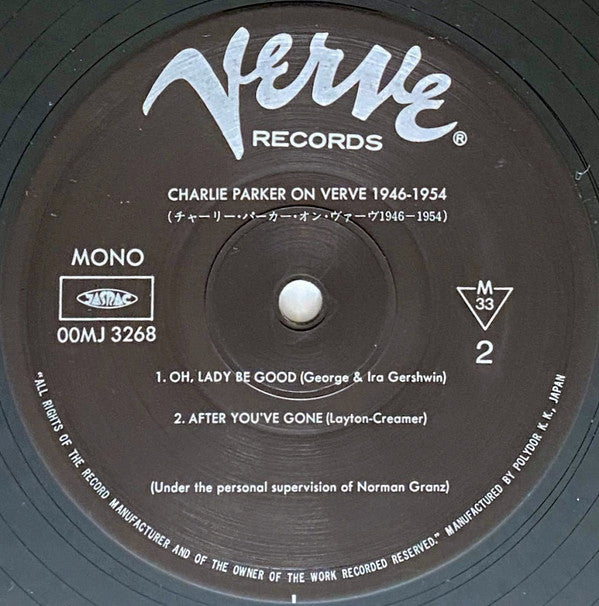 Verve®
RECORDS
CHARLIE PARKER ON VERVE 1946-1954
(チャーリー・パーカー・オン・ヴァーヴ1946－1954)
MONO
JASRAC
00MJ 3268
M
33
2
1. OH, LADY BE GOOD (George & Ira Gershwin)
2. AFTER YOU'VE GONE (Layton-Creamer)
(Under the personal supervision of Norman Granz)
"ALL RIGHTS OF THE RECORD MANUFACTURER AND OF THE OWNER OF THE WORK RECORDED RESERVED." MANUFACTURED BY POLYDOR K. K., JAPAN